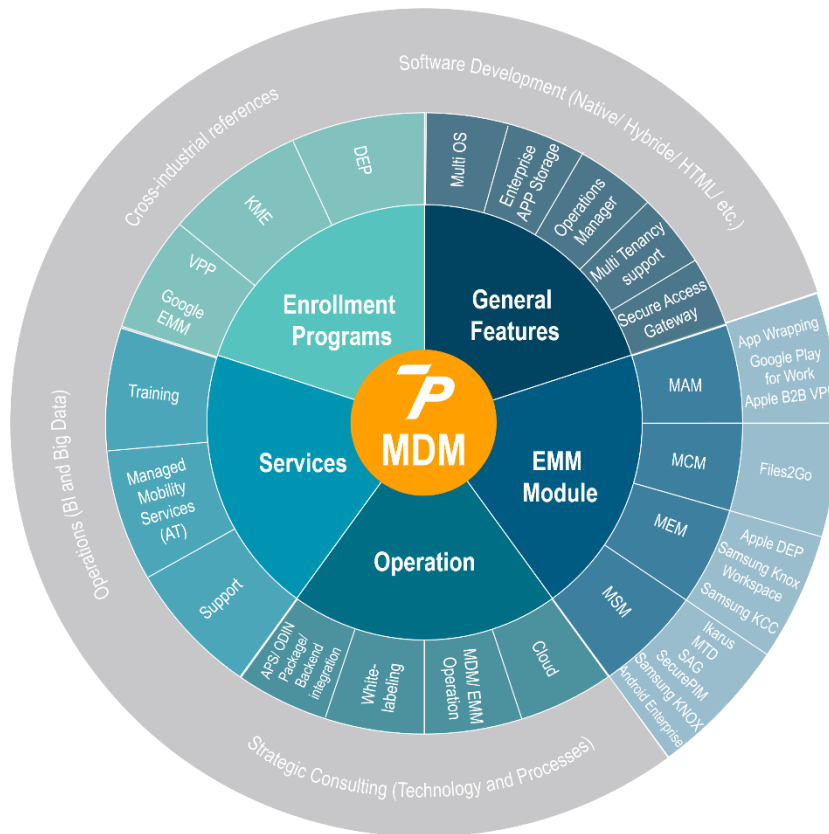 Software Development (Native/ Hybride/ HTML/ etc.)
Cross-industrial references
Operations (BI and Big Data)
Strategic Consulting (Technology and Processes)
DEP
KME
VPP
Google
EMM
Enrollment
Programs
Multi OS
Enterprise
APP Storage
Operations
Manager
Multi Tenancy
support
Secure Access
Gateway
General
Features
TP
MDM
EMM
Module
MAM
MCM
MEM
MSM
App Wrapping
Google Play
for Work
Apple B2B VPP
Files2Go
Apple DEP
Samsung Knox
Workspace
Samsung KCC
Ikarus
MTD
SAG
SecurePIM
Samsung KNOX
Android Enterprise
Operation
Cloud
MDM/ EMM
Operation
White-
labeling
APS/ ODIN
Package/
Backend
integration
Services
Training
Managed
Mobility
Services
(AT)
Support